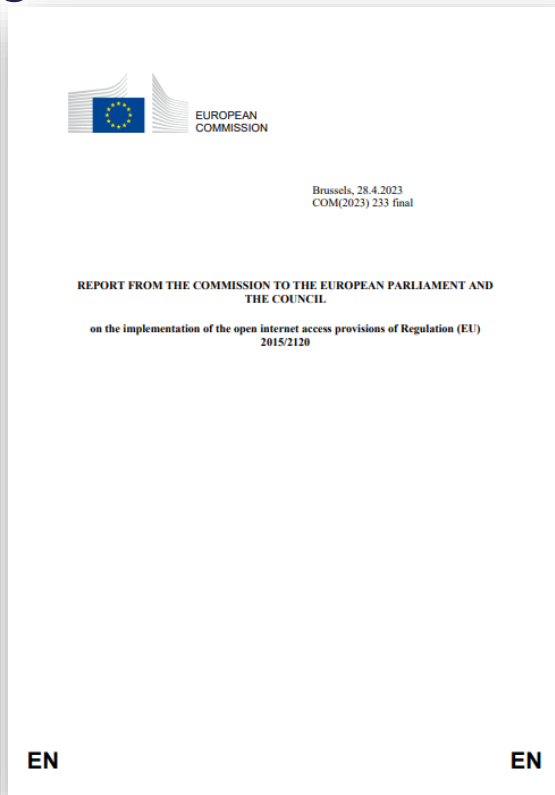 EUROPEAN
COMMISSION
Brussels, 28.4.2023
COM(2023) 233 final
REPORT FROM THE COMMISSION TO THE EUROPEAN PARLIAMENT AND
THE COUNCIL
on the implementation of the open internet access provisions of Regulation (EU)
2015/2120
EN EN